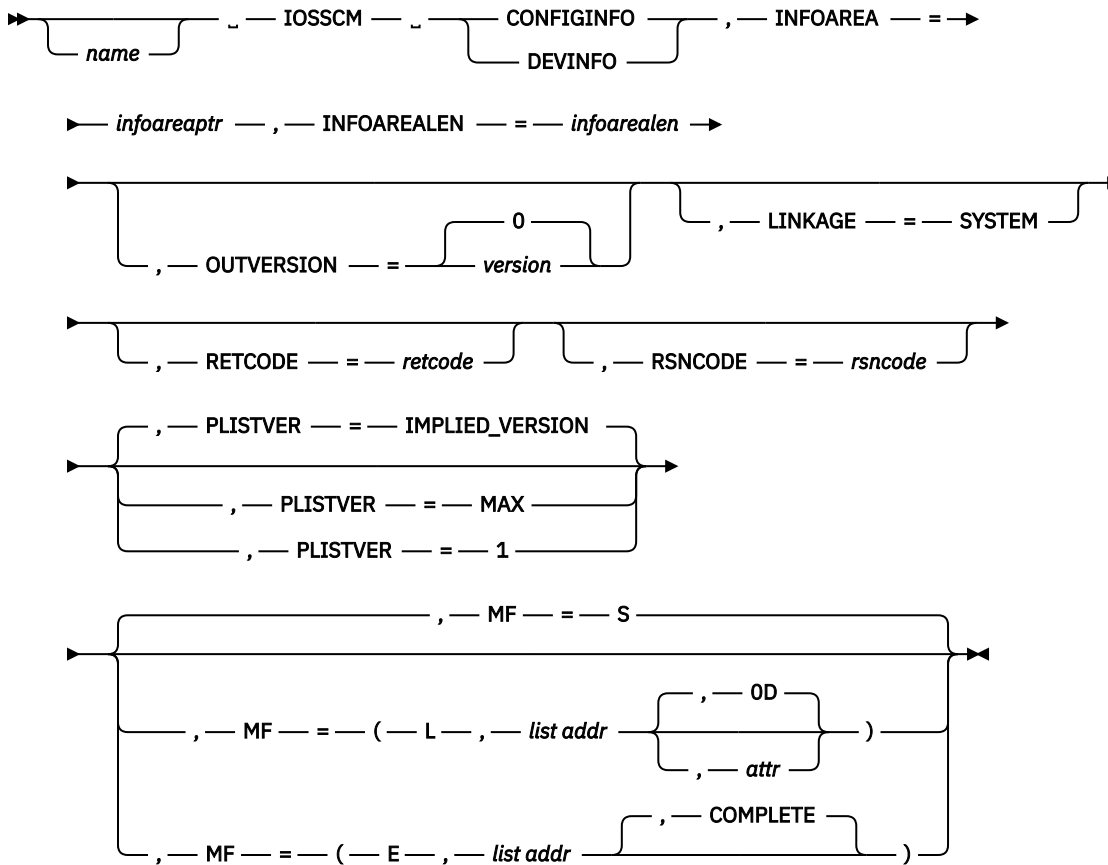 ␣ IOSSCM ␣ CONFIGINFO , INFOAREA =
name
DEVINFO
infoareaptr , INFOAREALEN = infoarealen
0
, LINKAGE = SYSTEM
, OUTVERSION = version
, RETCODE = retcode , RSNCODE = rsncode
, PLISTVER = IMPLIED_VERSION
, PLISTVER = MAX
, PLISTVER = 1
, MF = S
, 0D
, MF = ( L , list addr )
, attr
, COMPLETE
, MF = ( E , list addr )